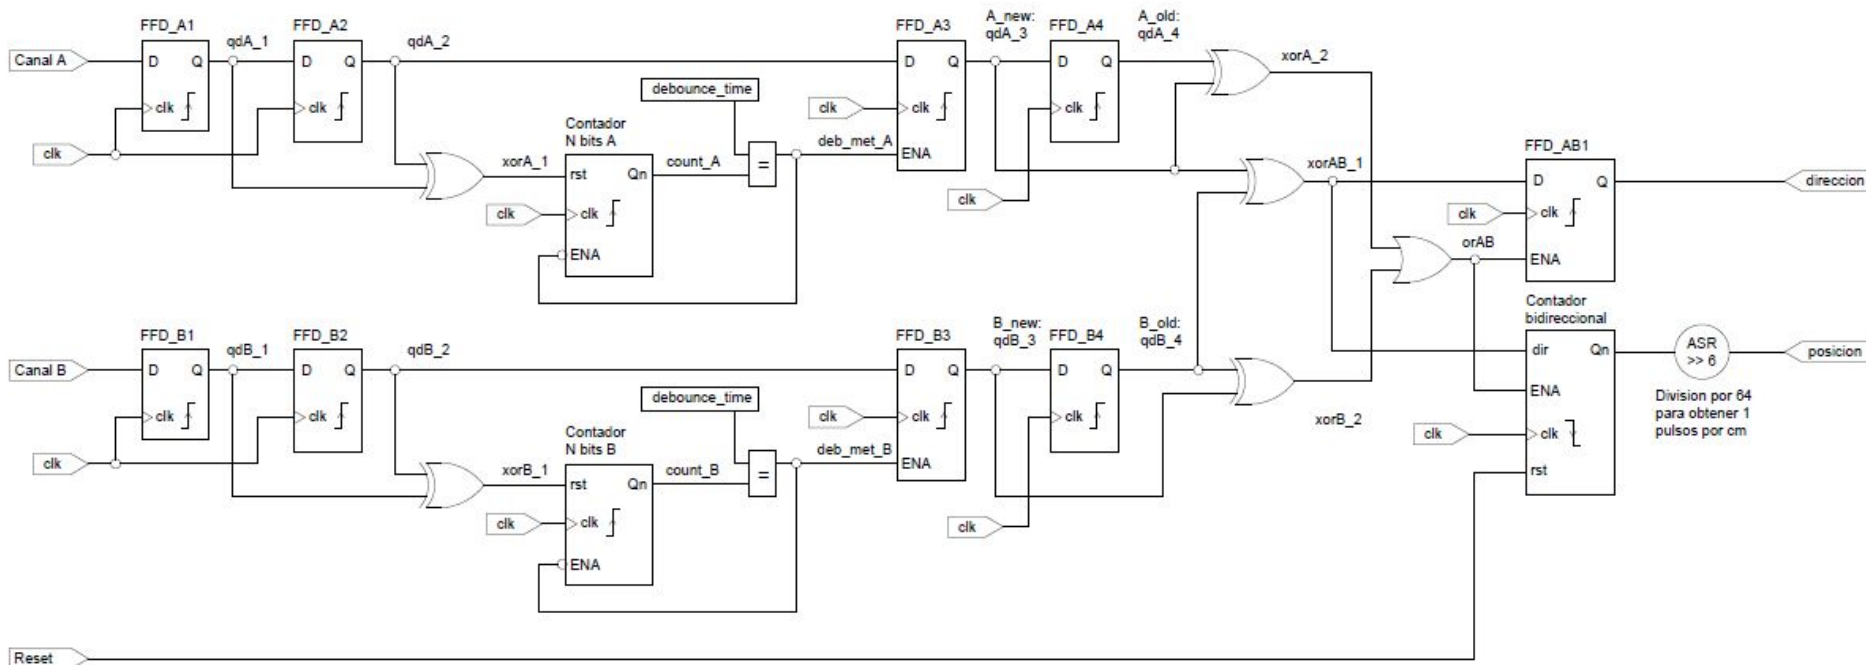 FFD_A1
FFD_A2
FFD_A3
A_new:
qdA_3
FFD_A4
A_old:
qdA_4
qdA_1
qdA_2
Canal A
D Q
D Q
D Q
D Q
xorA_2
debounce_time
clk
clk
clk
clk
clk
clk
Contador
N bits A
deb_met_A
ENA
FFD_AB1
xorA_1
count_A
=
rst Qn
xorAB_1
D Q
direccion
clk
clk
clk
clk
clk
orAB
ENA
ENA
Contador
bidireccional
FFD_B1
FFD_B2
FFD_B3
B_new:
qdB_3
FFD_B4
B_old:
qdB_4
qdB_1
qdB_2
dir Qn
ASR
>> 6
posicion
Canal B
D Q
D Q
D Q
D Q
ENA
debounce_time
Division por 64
para obtener 1
pulsos por cm
clk
clk
clk
clk
clk
clk
xorB_2
Contador
N bits B
deb_met_B
clk
clk
ENA
xorB_1
count_B
=
rst
rst Qn
clk
clk
clk
ENA
Reset